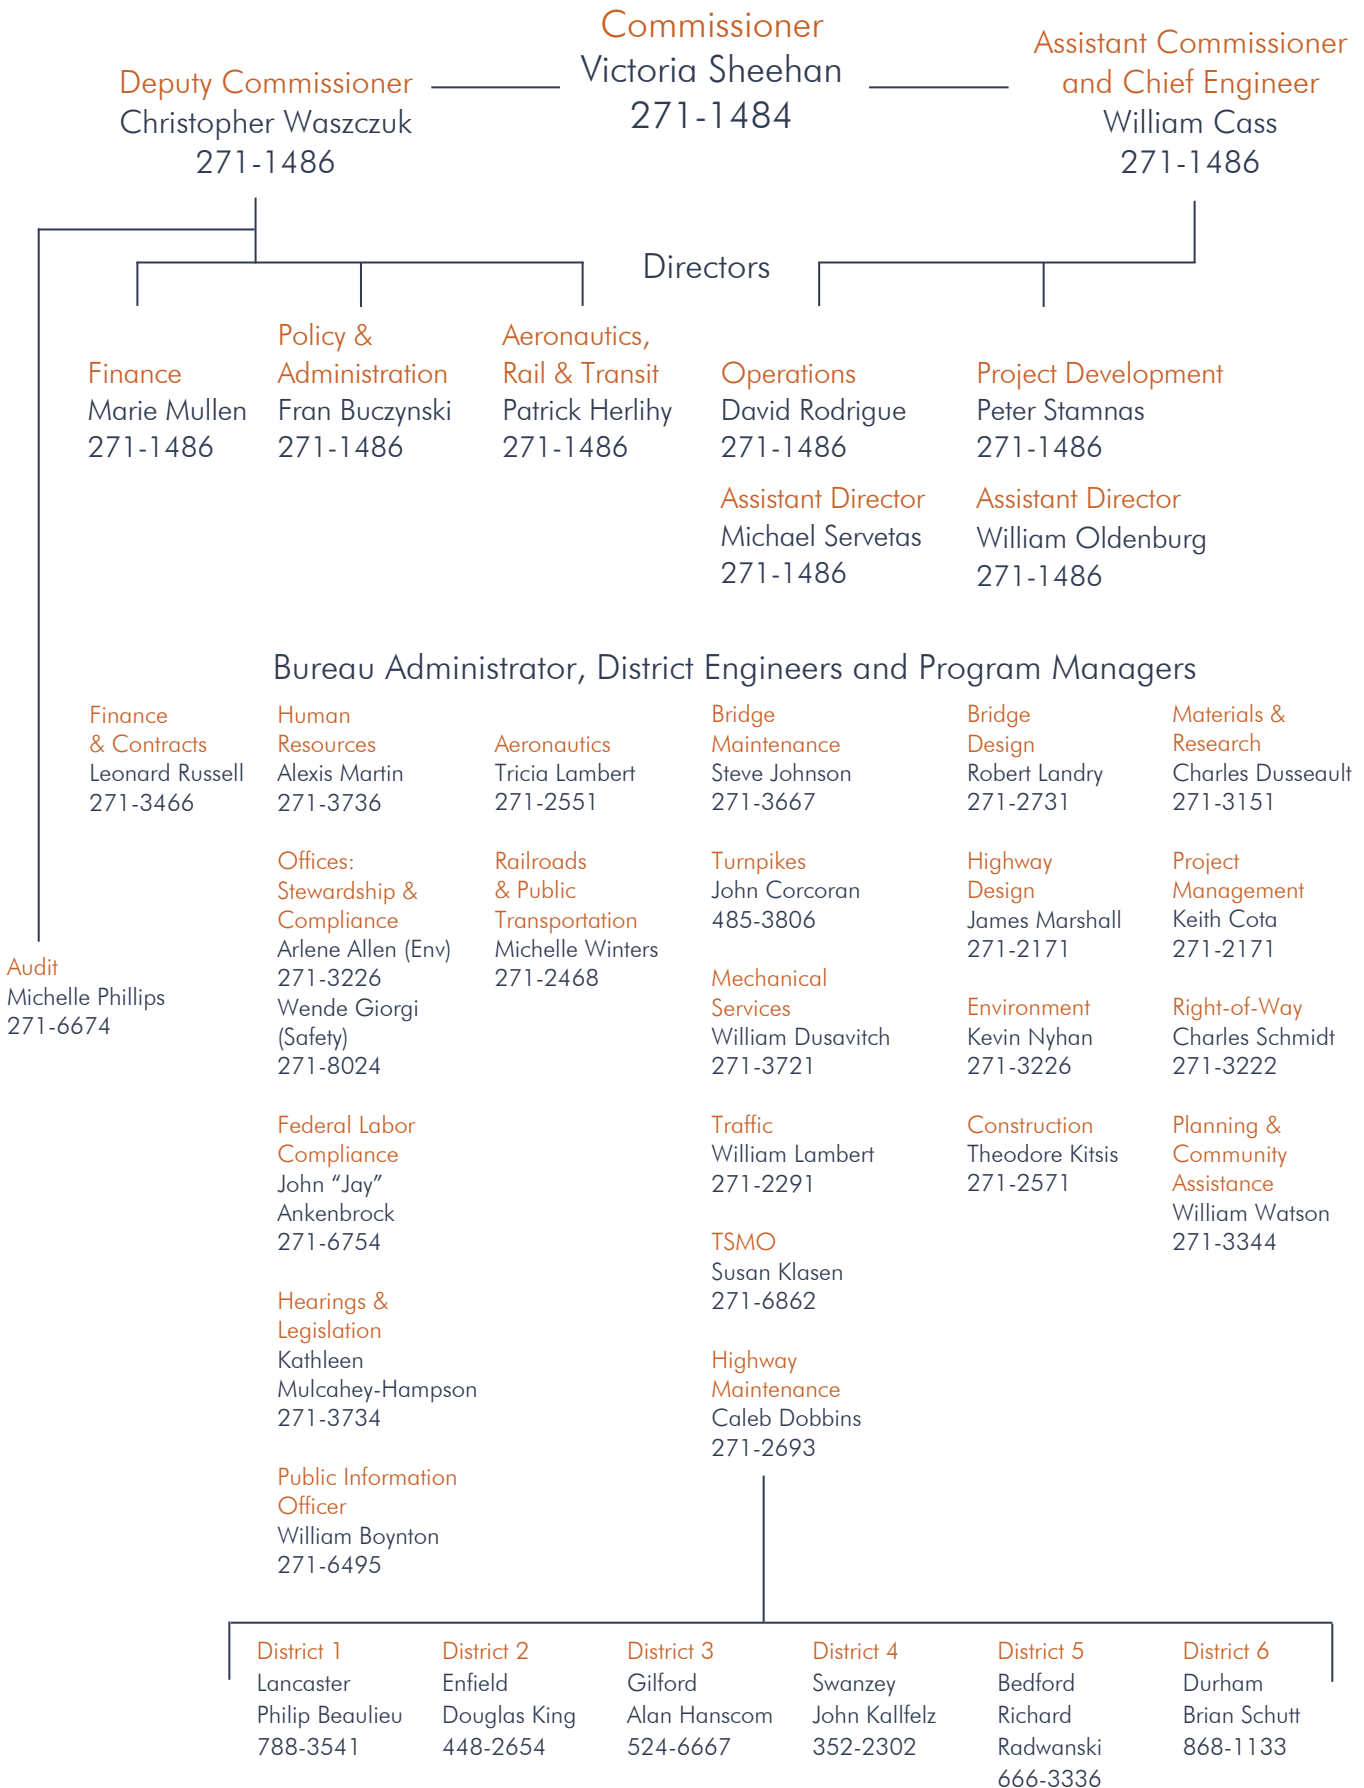 Commissioner
Victoria Sheehan
271-1484
Deputy Commissioner
Christopher Waszczuk
271-1486
Assistant Commissioner
and Chief Engineer
William Cass
271-1486
Directors
Finance
Marie Mullen
271-1486
Policy &
Administration
Fran Buczynski
271-1486
Aeronautics,
Rail & Transit
Patrick Herlihy
271-1486
Operations
David Rodrigue
271-1486
Assistant Director
Michael Servetas
271-1486
Project Development
Peter Stamnas
271-1486
Assistant Director
William Oldenburg
271-1486
Bureau Administrator, District Engineers and Program Managers
Audit
Michelle Phillips
271-6674
Finance
& Contracts
Leonard Russell
271-3466
Human
Resources
Alexis Martin
271-3736
Offices:
Stewardship &
Compliance
Arlene Allen (Env)
271-3226
Wende Giorgi
(Safety)
271-8024
Federal Labor
Compliance
John “Jay”
Ankenbrock
271-6754
Hearings &
Legislation
Kathleen
Mulcahey-Hampson
271-3734
Public Information
Officer
William Boynton
271-6495
Aeronautics
Tricia Lambert
271-2551
Railroads
& Public
Transportation
Michelle Winters
271-2468
Bridge
Maintenance
Steve Johnson
271-3667
Turnpikes
John Corcoran
485-3806
Mechanical
Services
William Dusavitch
271-3721
Traffic
William Lambert
271-2291
TSMO
Susan Klasen
271-6862
Highway
Maintenance
Caleb Dobbins
271-2693
Bridge
Design
Robert Landry
271-2731
Highway
Design
James Marshall
271-2171
Environment
Kevin Nyhan
271-3226
Construction
Theodore Kitsis
271-2571
Materials &
Research
Charles Dusseault
271-3151
Project
Management
Keith Cota
271-2171
Right-of-Way
Charles Schmidt
271-3222
Planning &
Community
Assistance
William Watson
271-3344
District 1
Lancaster
Philip Beaulieu
788-3541
District 2
Enfield
Douglas King
448-2654
District 3
Gilford
Alan Hanscom
524-6667
District 4
Swanzey
John Kallfelz
352-2302
District 5
Bedford
Richard
Radwanski
666-3336
District 6
Durham
Brian Schutt
868-1133